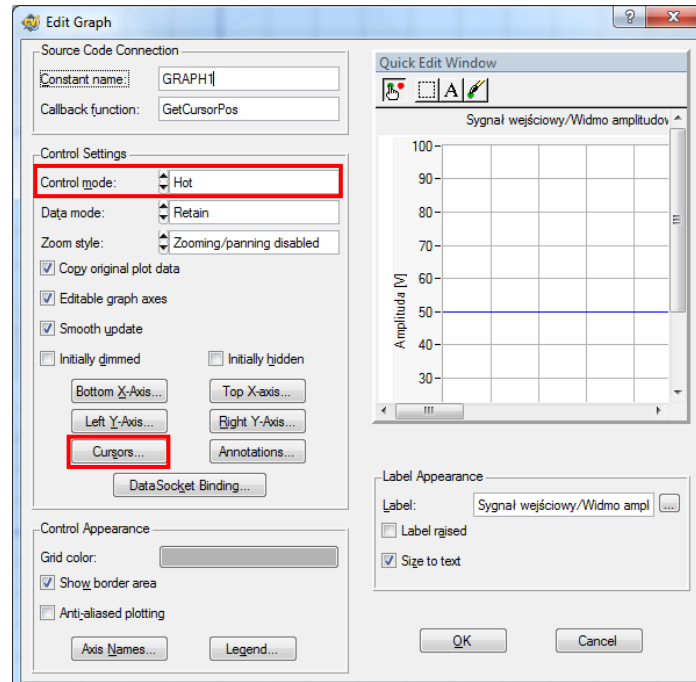 Edit Graph
Source Code Connection
Constant name: GRAPH1
Callback function: GetCursorPos
Control Settings
Control mode: Hot
Data mode: Retain
Zoom style: Zooming/panning disabled
Copy original plot data
Editable graph axes
Smooth update
Initially dimmed Initially hidden
Bottom X-Axis... Top X-axis...
Left Y-Axis... Right Y-Axis...
Cursors... Annotations...
DataSocket Binding...
Control Appearance
Grid color:
Show border area
Anti-aliased plotting
Axis Names... Legend...
Quick Edit Window
A
Sygnał wejściowy/Widmo amplitudov
100
90
80
70
60
50
40
30
Amplituda [V]
Label Appearance
Label: Sygnał wejściowy/Widmo ampl ...
Label raised
Size to text
OK Cancel